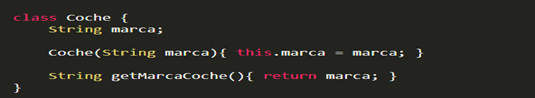 class Coche {
    String marca;
    Coche(String marca){ this.marca = marca; }
    String getMarcaCoche(){ return marca; }
}